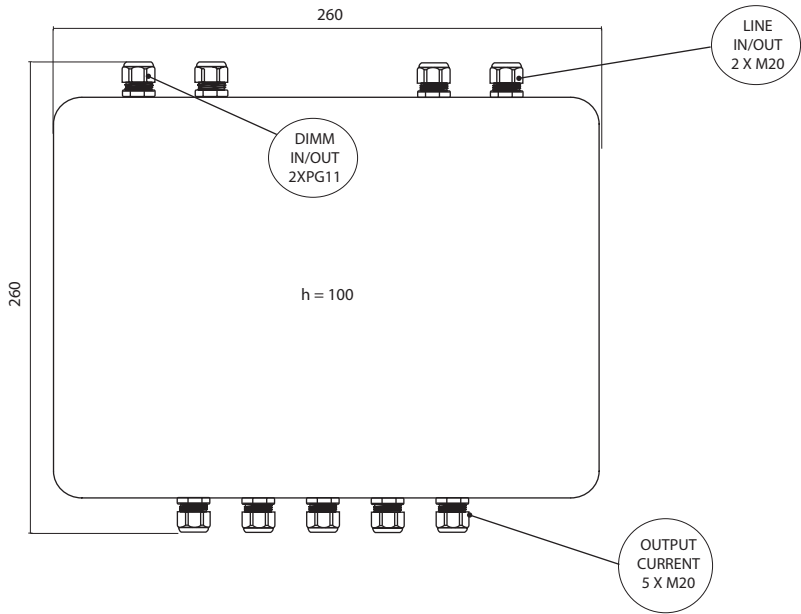 260
LINE
IN/OUT
2 X M20
DIMM
IN/OUT
2XPG11
260
h = 100
OUTPUT
CURRENT
5 X M20